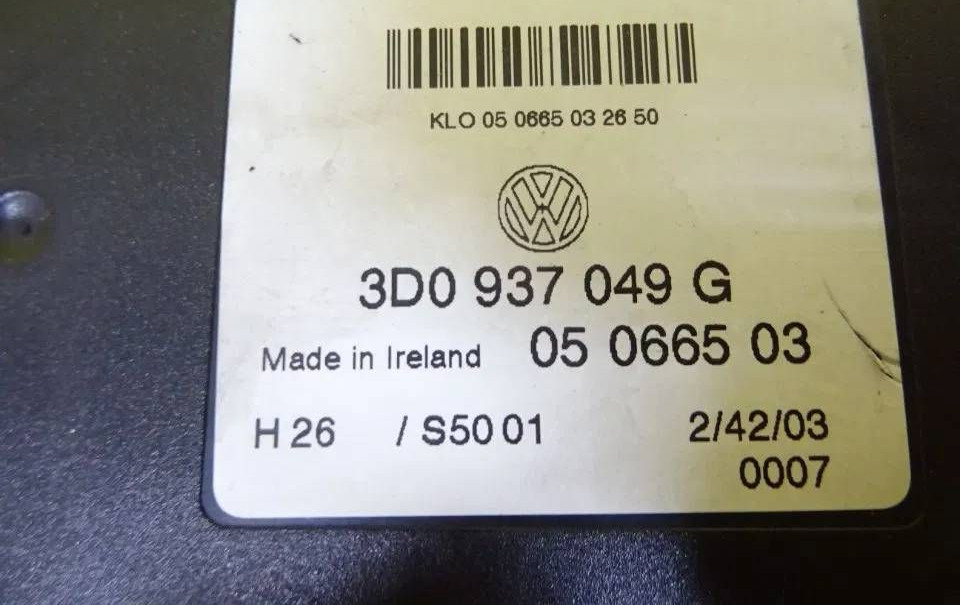 KLO 05 0665 03 26 50
3D0 937 049 G
Made in Ireland 05 0665 03
H 26 / S50 01 2/42/03
0007